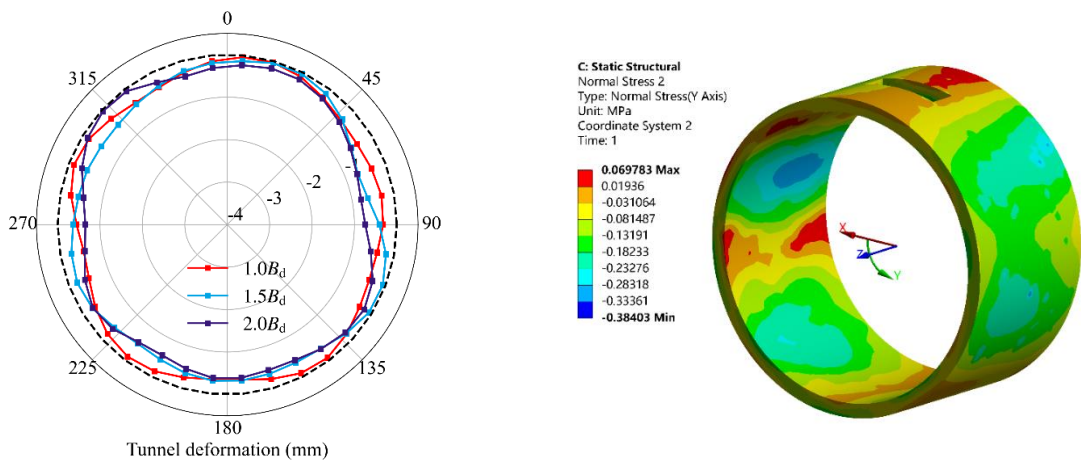 0
45
90
135
180
225
270
315
-1
-2
-3
-4
1.0Bd
1.5Bd
2.0Bd
Tunnel deformation (mm)
C: Static Structural
Normal Stress 2
Type: Normal Stress(Y Axis)
Unit: MPa
Coordinate System 2
Time: 1
0.069783 Max
0.01936
-0.031064
-0.081487
-0.13191
-0.18233
-0.23276
-0.28318
-0.33361
-0.38403 Min
X
Z
Y